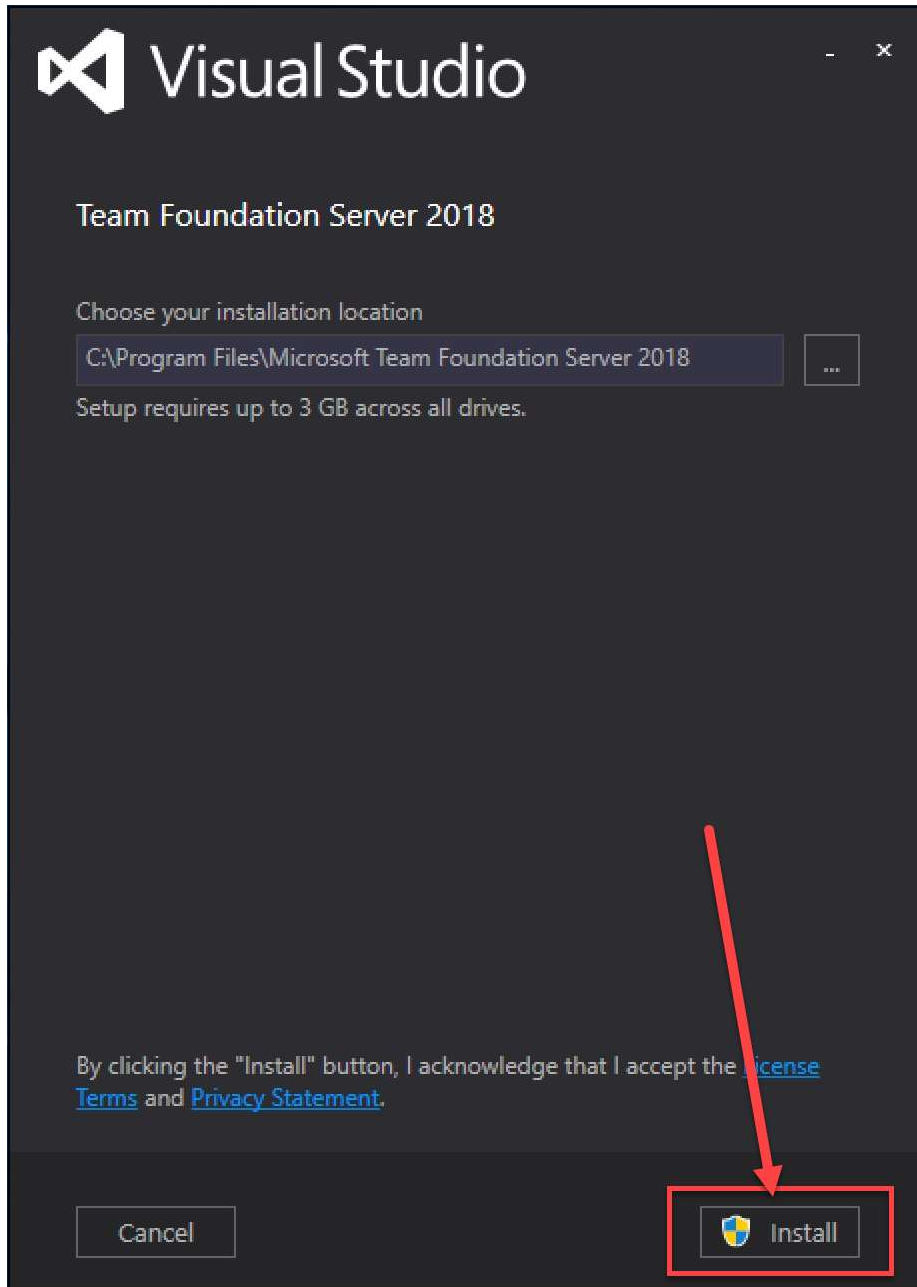 Visual Studio
Team Foundation Server 2018
Choose your installation location
C:\Program Files\Microsoft Team Foundation Server 2018
...
Setup requires up to 3 GB across all drives.
By clicking the "Install" button, I acknowledge that I accept the License
Terms and Privacy Statement.
Cancel
Install